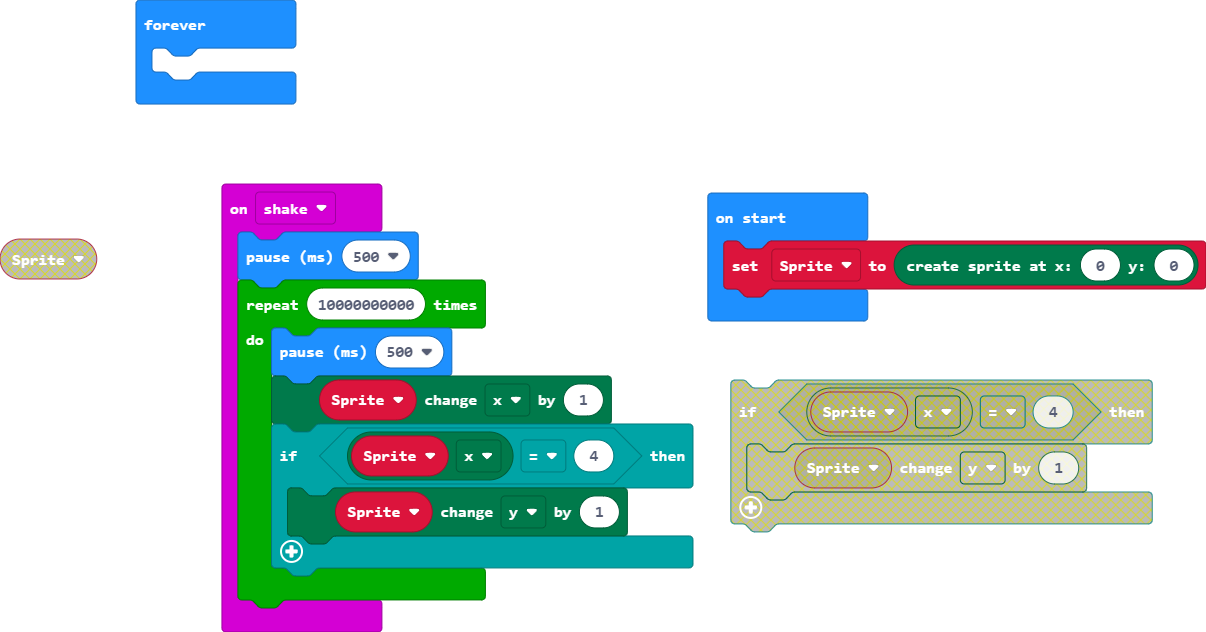 forever
on shake
pause (ms) 500
repeat 10000000000 times
do
pause (ms) 500
Sprite change x by 1
if Sprite x = 4 then
Sprite change y by 1
Sprite
on start
set Sprite to create sprite at x: 0 y: 0
if Sprite x = 4 then
Sprite change y by 1